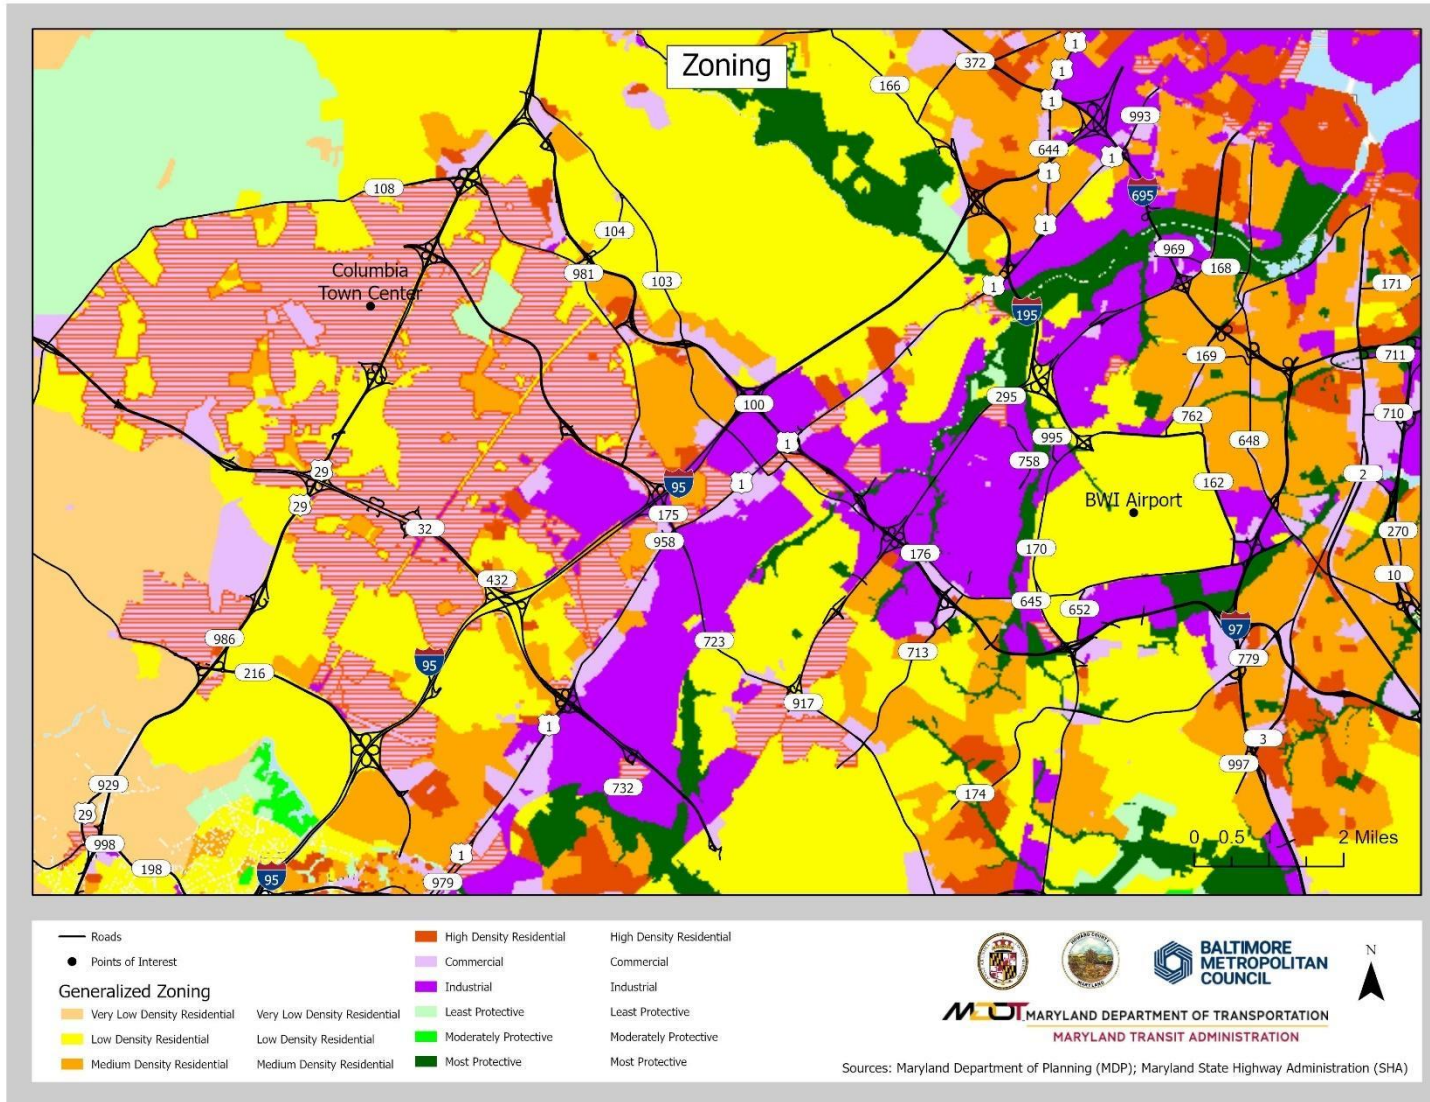 Zoning
1
372
1
166
1
993
644
1
1
695
108
1
104
969
Columbia
Town Center
981
103
168
1
171
195
169
711
100
295
762
710
1
995
648
29
758
2
95
1
162
29
BWI Airport
175
32
958
176
170
270
10
432
645
652
986
723
97
95
713
779
216
917
1
3
997
929
732
174
29
0 0.5 1 2 Miles
998
1
198
95
979
Roads
Points of Interest
Generalized Zoning
Very Low Density Residential Very Low Density Residential
Low Density Residential Low Density Residential
Medium Density Residential Medium Density Residential
High Density Residential High Density Residential
Commercial Commercial
Industrial Industrial
Least Protective Least Protective
Moderately Protective Moderately Protective
Most Protective Most Protective
HOWARD COUNTY
MARYLAND
BALTIMORE
METROPOLITAN
COUNCIL
N
MDOT MARYLAND DEPARTMENT OF TRANSPORTATION
MARYLAND TRANSIT ADMINISTRATION
Sources: Maryland Department of Planning (MDP); Maryland State Highway Administration (SHA)